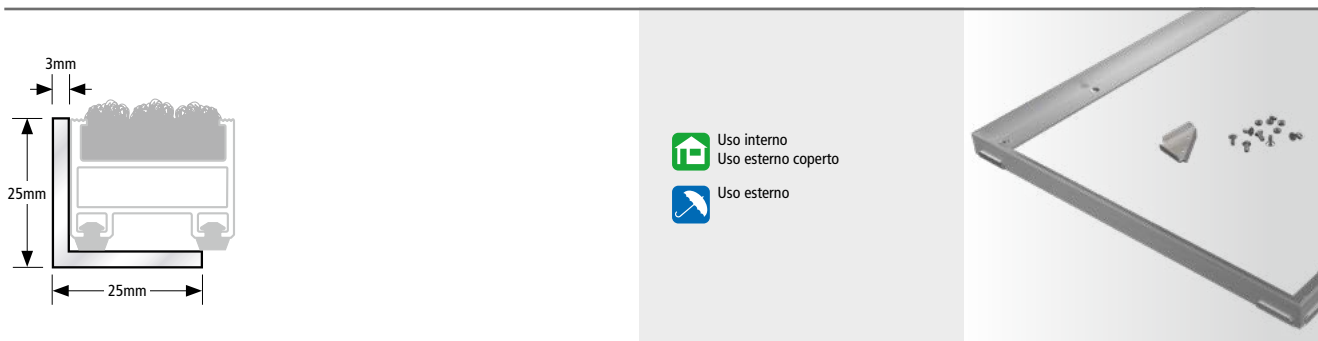 3mm
25mm
25mm
Uso interno
Uso esterno coperto
Uso esterno